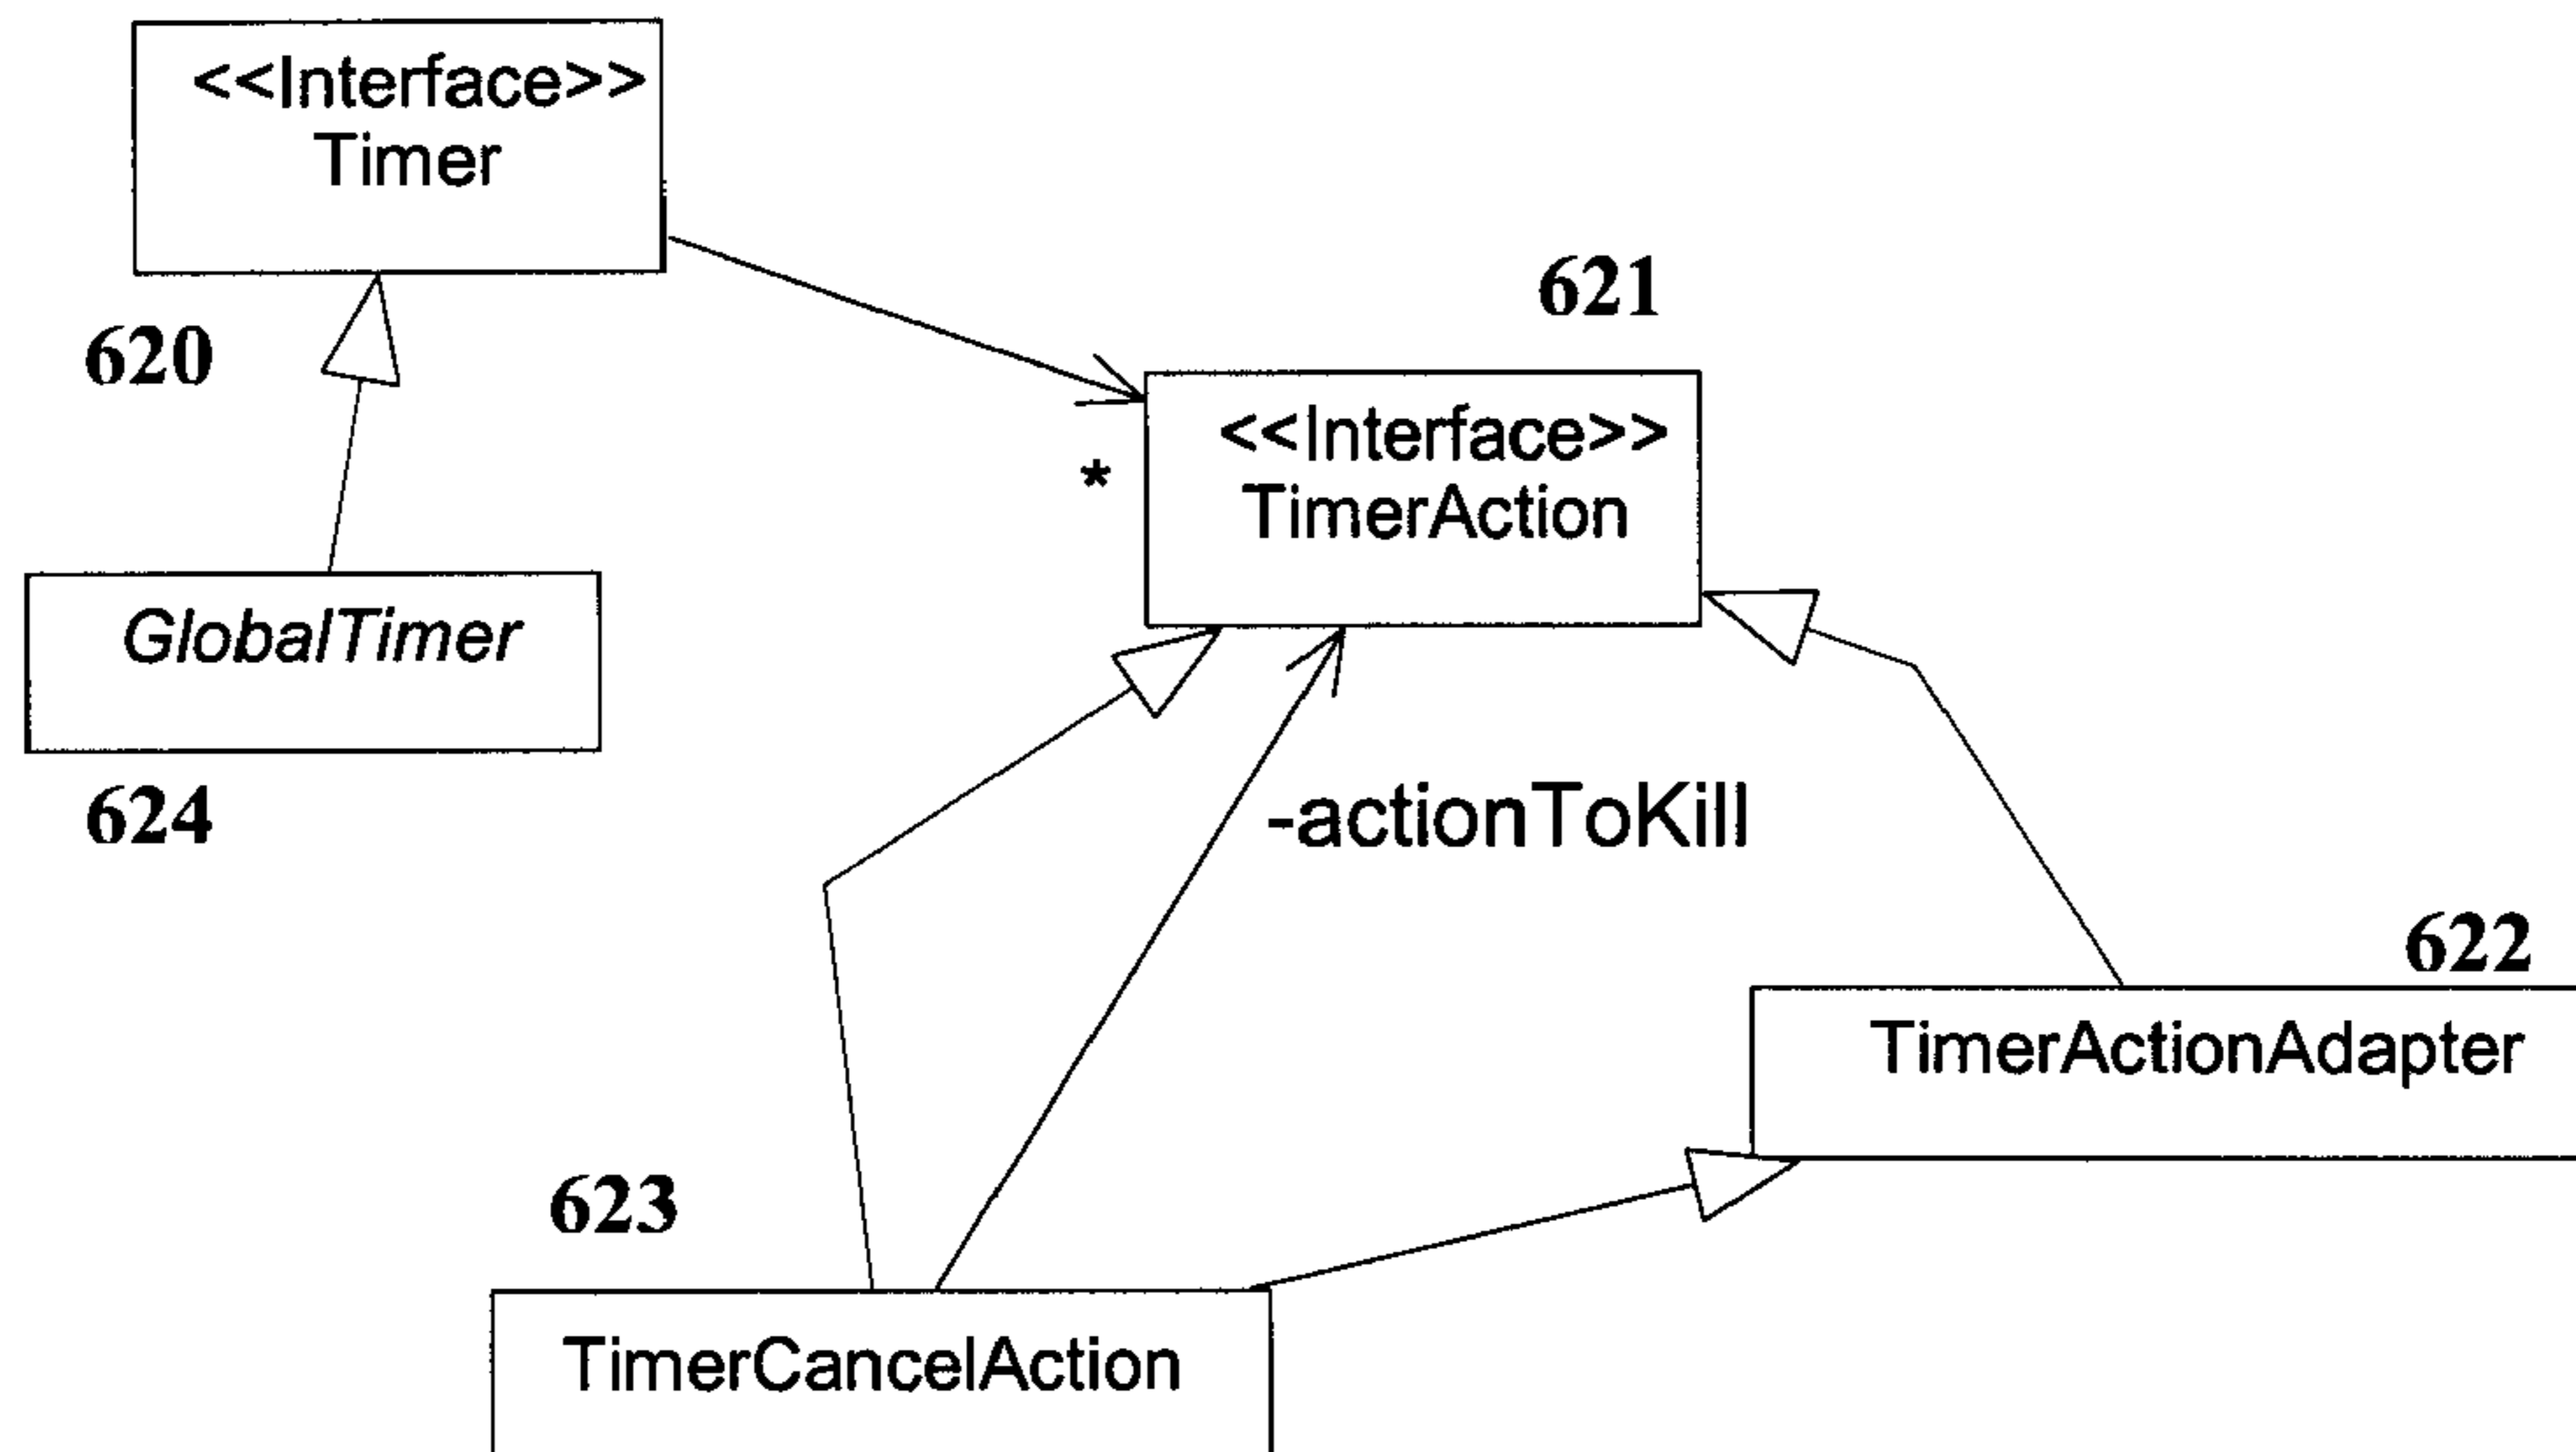 <<Interface>>
Timer
620
621
<<Interface>>
TimerAction
*
GlobalTimer
624
-actionToKill
622
TimerActionAdapter
623
TimerCancelAction